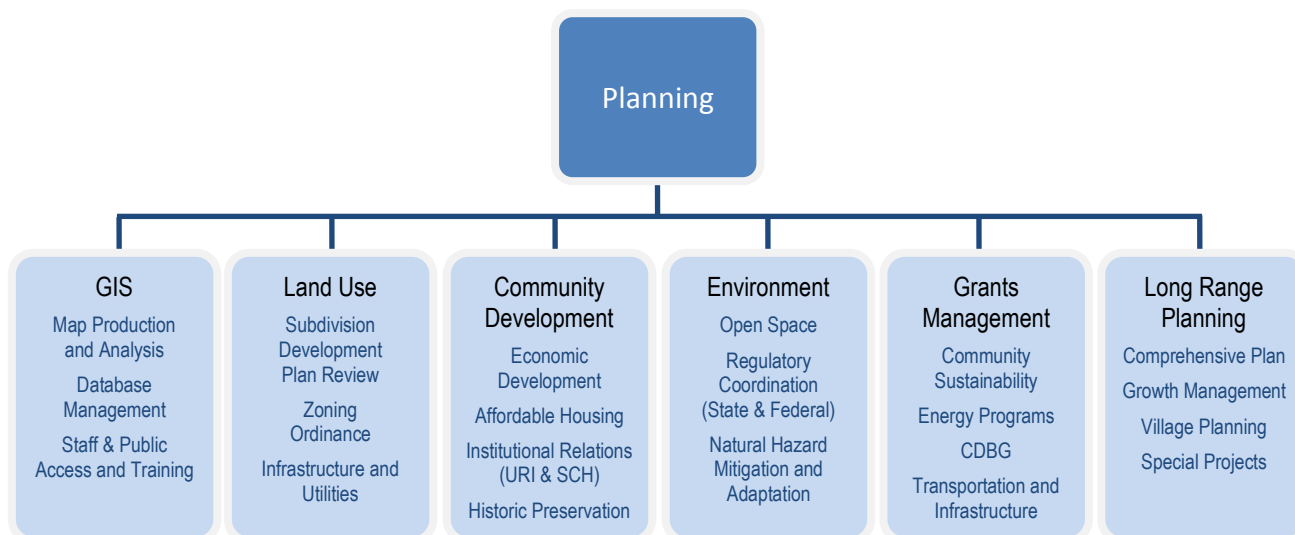 Planning
GIS
Map Production
and Analysis
Database
Management
Staff & Public
Access and Training
Land Use
Subdivision
Development
Plan Review
Zoning
Ordinance
Infrastructure and
Utilities
Community
Development
Economic
Development
Affordable Housing
Institutional Relations
(URI & SCH)
Historic Preservation
Environment
Open Space
Regulatory
Coordination
(State & Federal)
Natural Hazard
Mitigation and
Adaptation
Grants
Management
Community
Sustainability
Energy Programs
CDBG
Transportation and
Infrastructure
Long Range
Planning
Comprehensive Plan
Growth Management
Village Planning
Special Projects